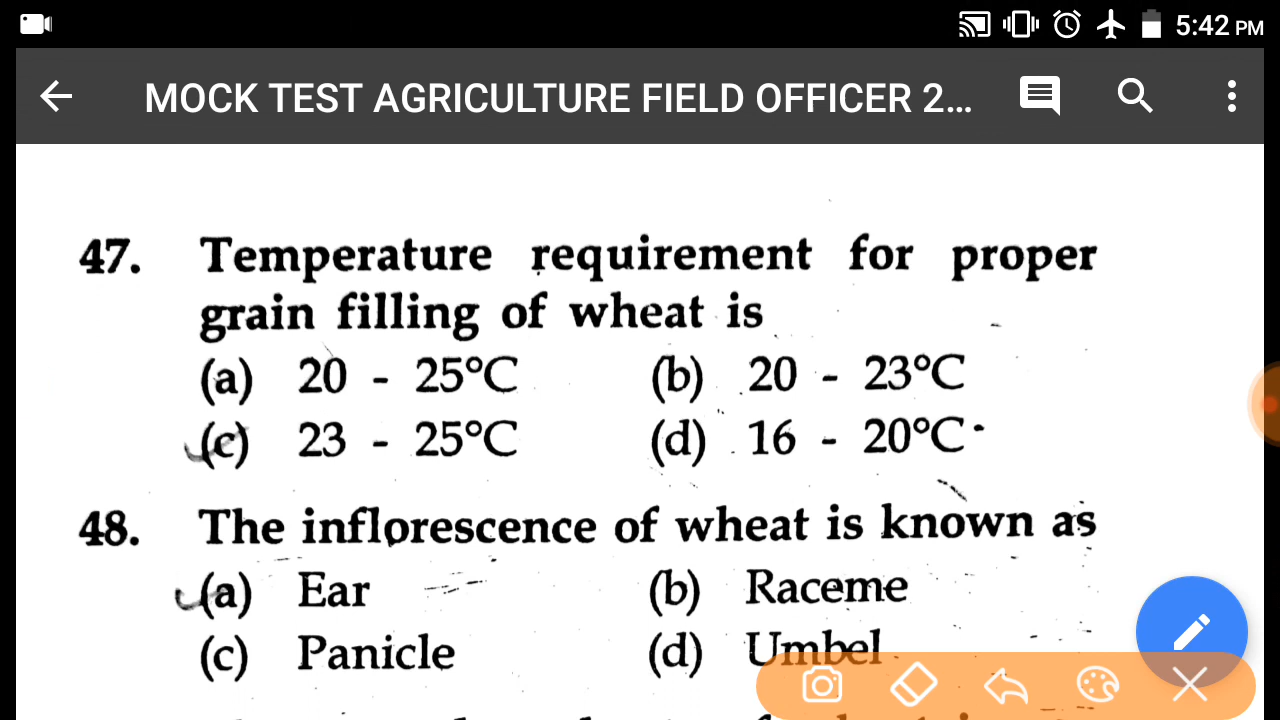 5:42 PM
MOCK TEST AGRICULTURE FIELD OFFICER 2...
47. Temperature requirement for proper
grain filling of wheat is
(a) 20 - 25°C (b) 20 - 23°C
(c) 23 - 25°C (d) 16 - 20°C
48. The inflorescence of wheat is known as
(a) Ear (b) Raceme
(c) Panicle (d) Umbel